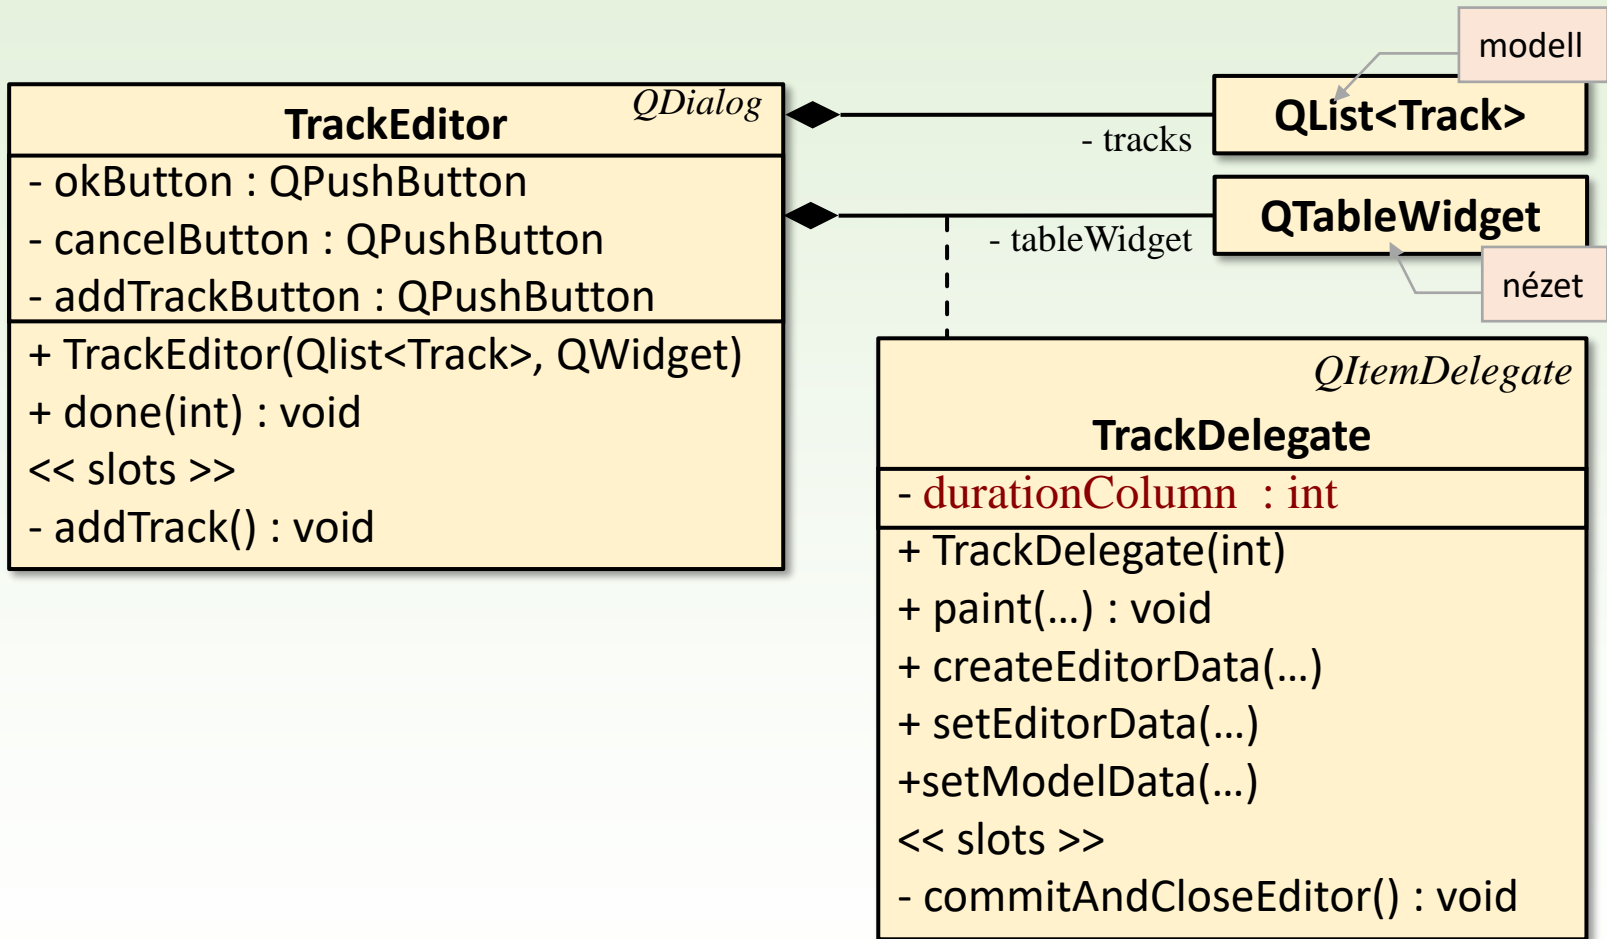 modell
QDialog
TrackEditor
- okButton : QPushButton
- cancelButton : QPushButton
- addTrackButton : QPushButton
+ TrackEditor(Qlist<Track>, QWidget)
+ done(int) : void
<< slots >>
- addTrack() : void
QList<Track>
- tracks
QTableWidget
- tableWidget
nézet
QItemDelegate
TrackDelegate
- durationColumn : int
+ TrackDelegate(int)
+ paint(…) : void
+ createEditorData(…)
+ setEditorData(…)
+setModelData(…)
<< slots >>
- commitAndCloseEditor() : void